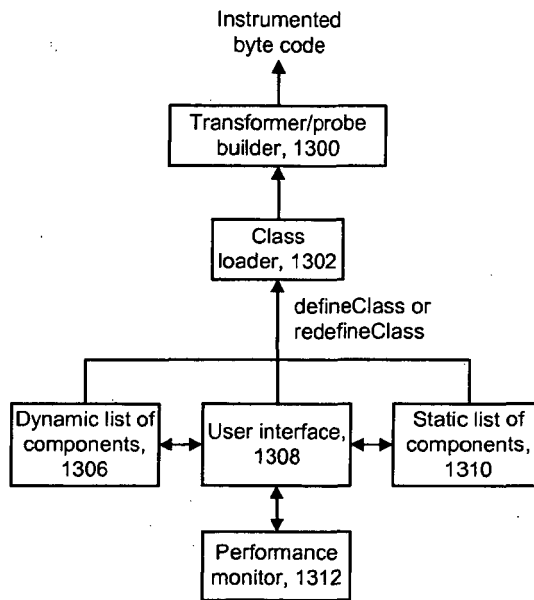 Instrumented
byte code
Transformer/probe
builder, 1300
Class
loader, 1302
defineClass or
redefineClass
Dynamic list of
components,
1306
User interface,
1308
Static list of
components,
1310
Performance
monitor, 1312